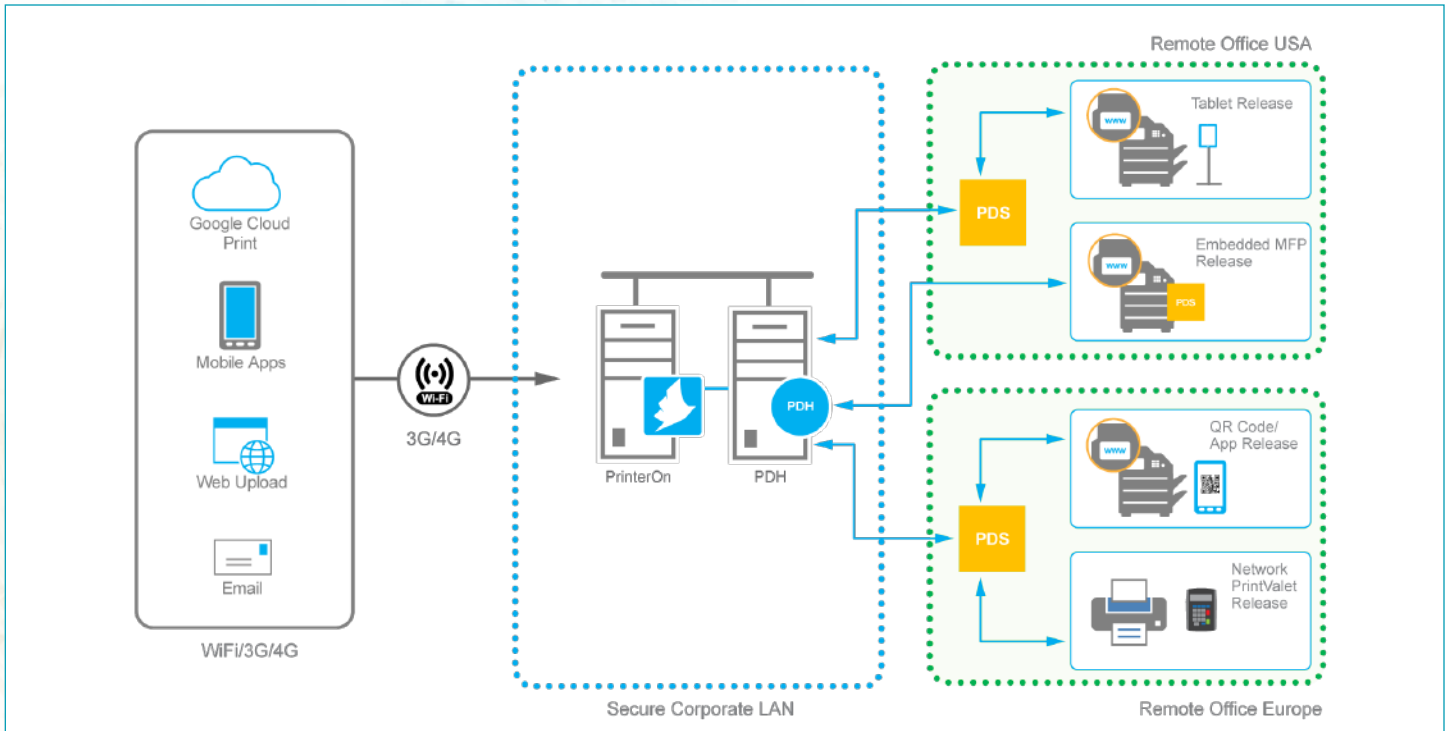 Google Cloud
Print
Mobile Apps
Web Upload
Email
WiFi/3G/4G
Wi-Fi
3G/4G
PrinterOn
PDH
PDH
Secure Corporate LAN
Remote Office USA
PDS
www
Tablet Release
www
PDS
Embedded MFP
Release
PDS
www
QR Code/
App Release
Network
PrintValet
Release
Remote Office Europe